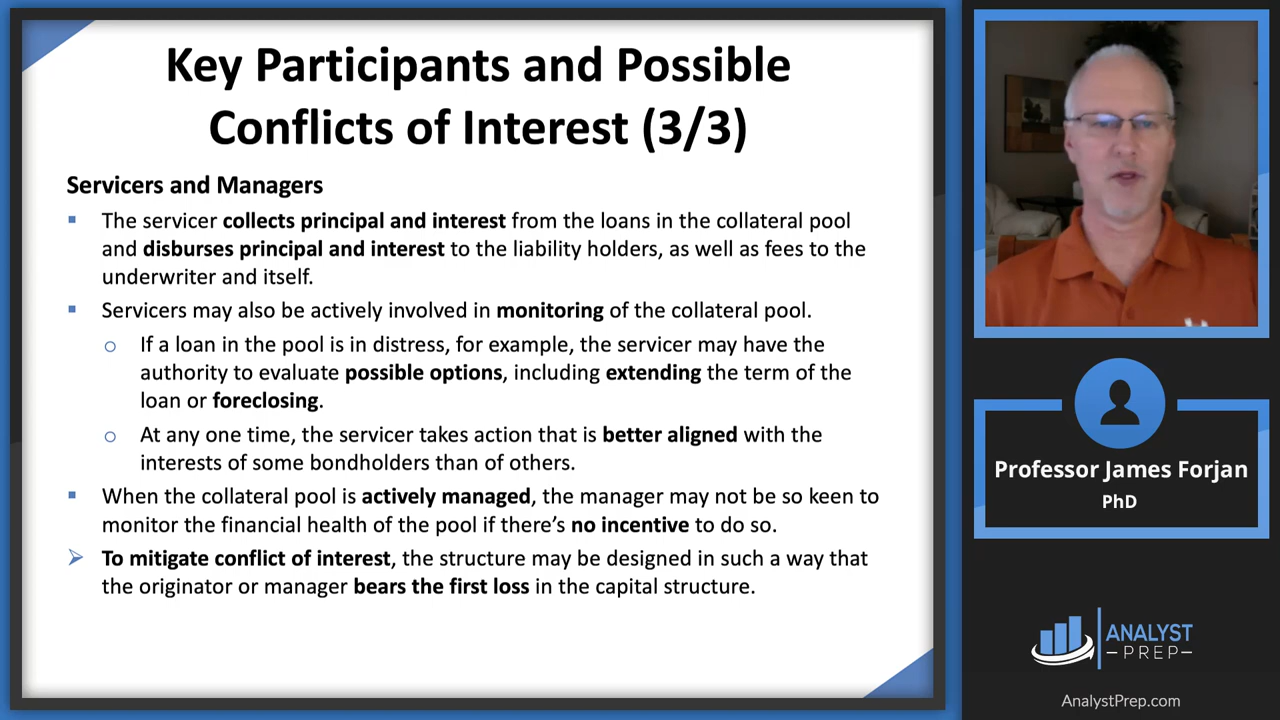 Key Participants and Possible
Conflicts of Interest (3/3)
Servicers and Managers
▪ The servicer collects principal and interest from the loans in the collateral pool
and disburses principal and interest to the liability holders, as well as fees to the
underwriter and itself.
▪ Servicers may also be actively involved in monitoring of the collateral pool.
o If a loan in the pool is in distress, for example, the servicer may have the
authority to evaluate possible options, including extending the term of the
loan or foreclosing.
o At any one time, the servicer takes action that is better aligned with the
interests of some bondholders than of others.
▪ When the collateral pool is actively managed, the manager may not be so keen to
monitor the financial health of the pool if there’s no incentive to do so.
➢ To mitigate conflict of interest, the structure may be designed in such a way that
the originator or manager bears the first loss in the capital structure.
Professor James Forjan
PhD
ANALYST
PREP
AnalystPrep.com